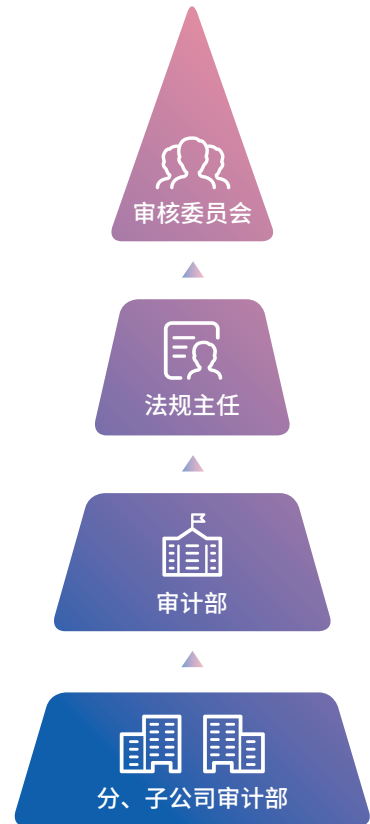 审核委员会
法规主任
审计部
分、子公司审计部